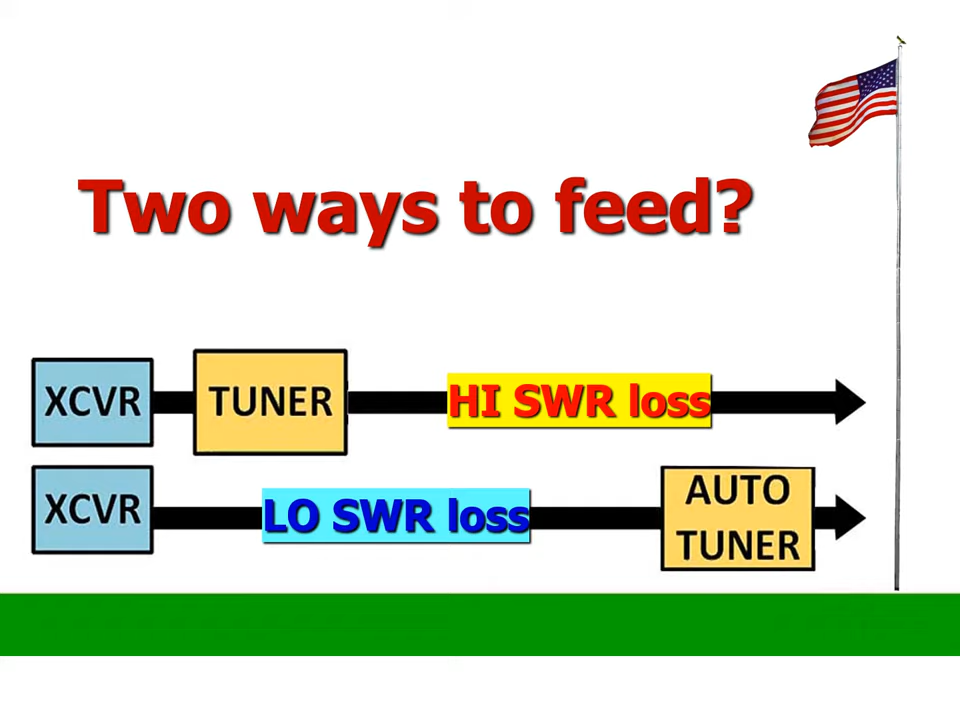 Two ways to feed?
XCVR TUNER HI SWR loss
XCVR LO SWR loss AUTO TUNER